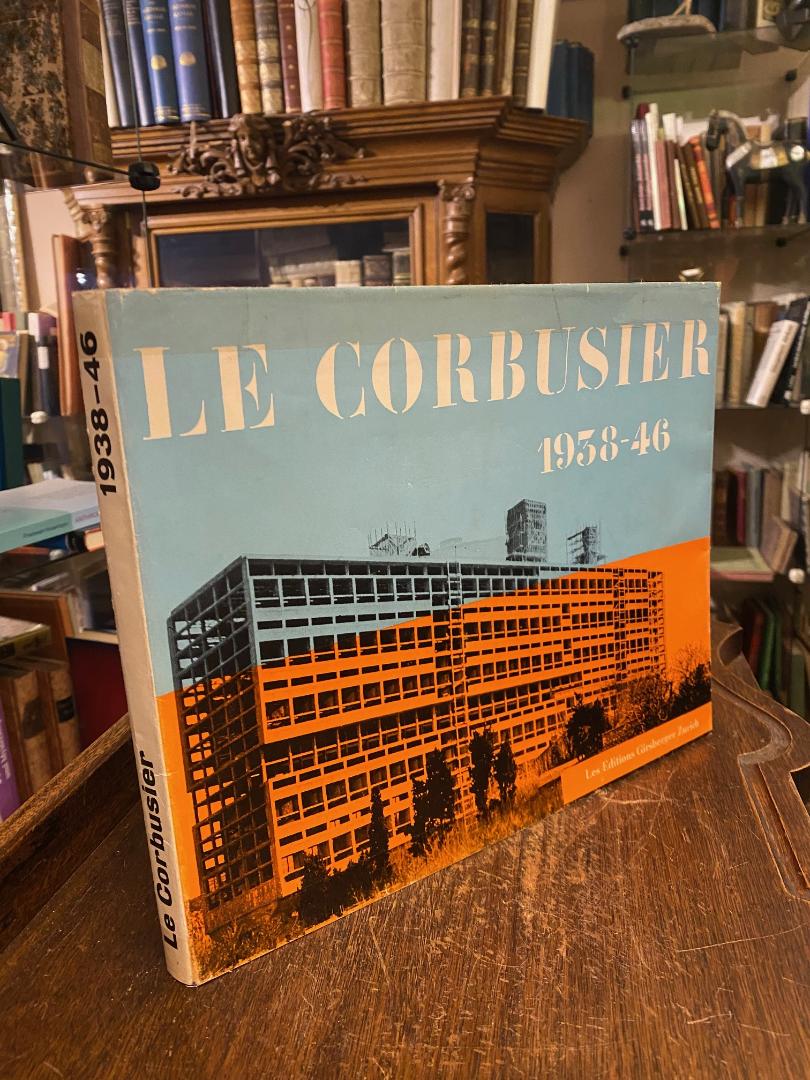 LE CORBUSIER
1938-46
Les Editions Girsberger Zurich
1938-46
Le Corbusier